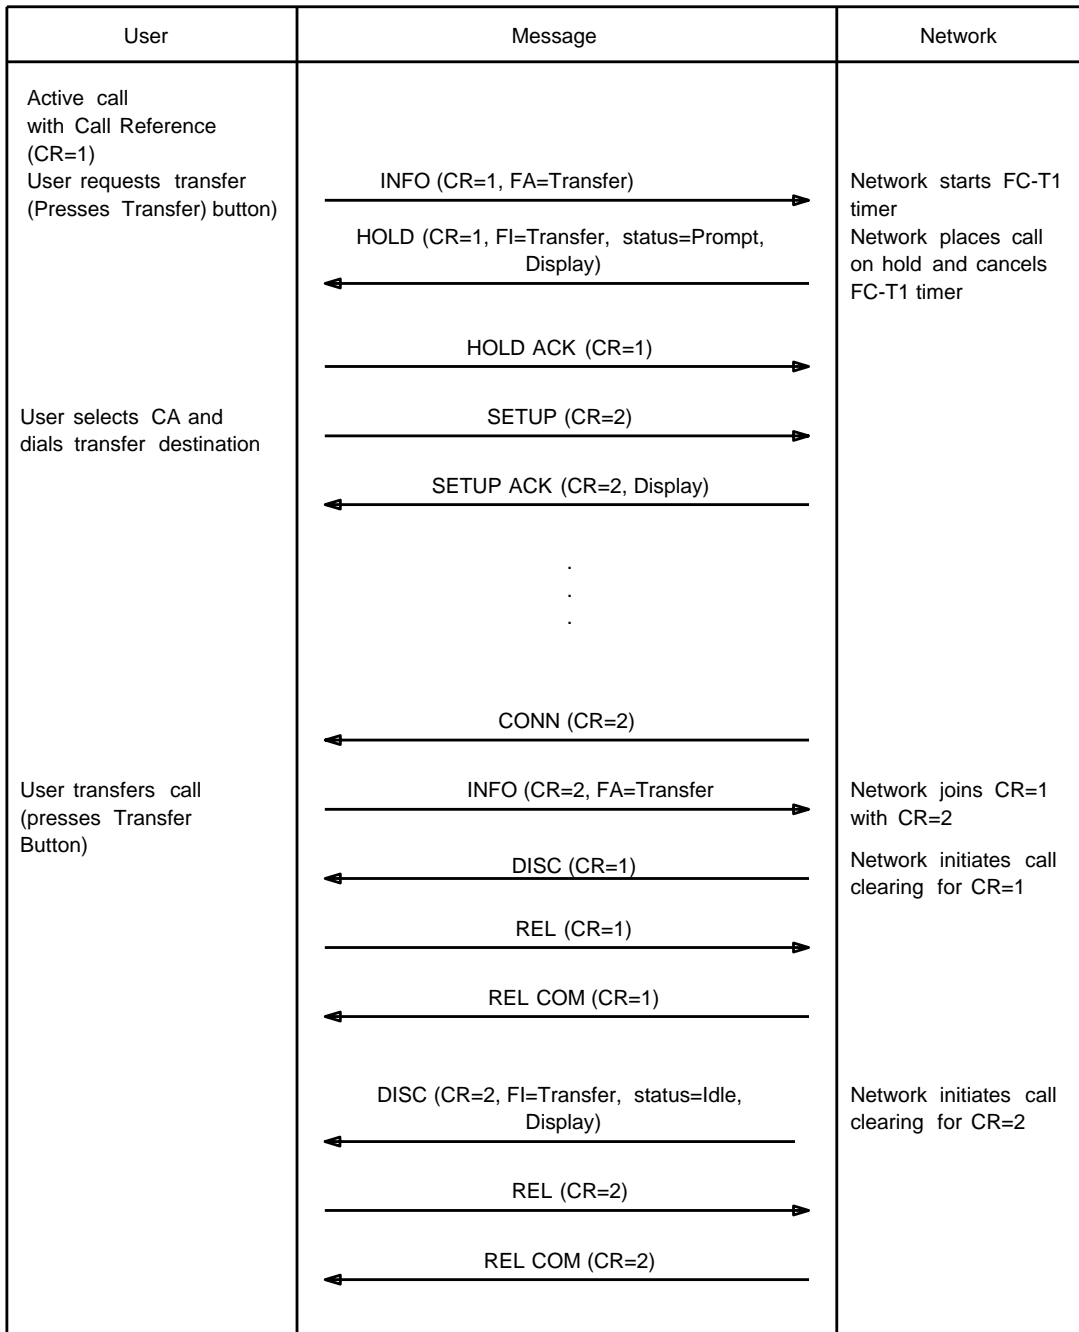 User
Message
Network
Active call
with Call Reference
(CR=1)
User requests transfer
(Presses Transfer) button)
INFO (CR=1, FA=Transfer)
Network starts FC-T1
timer
HOLD (CR=1, FI=Transfer, status=Prompt,
Display)
Network places call
on hold and cancels
FC-T1 timer
HOLD ACK (CR=1)
User selects CA and
dials transfer destination
SETUP (CR=2)
SETUP ACK (CR=2, Display)
.
.
.
CONN (CR=2)
User transfers call
(presses Transfer
Button)
INFO (CR=2, FA=Transfer
Network joins CR=1
with CR=2
DISC (CR=1)
Network initiates call
clearing for CR=1
REL (CR=1)
REL COM (CR=1)
DISC (CR=2, FI=Transfer, status=Idle,
Display)
Network initiates call
clearing for CR=2
REL (CR=2)
REL COM (CR=2)